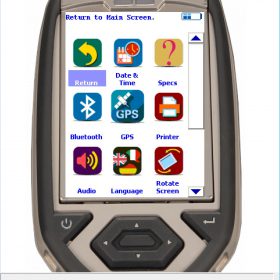 Return to Main Screen.
Return
Date &
Time
Specs
GPS
Bluetooth
GPS
Printer
Audio
Language
Rotate
Screen